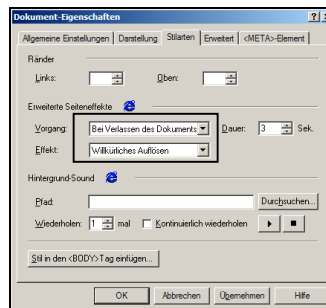 Dokument-Eigenschaften
Allgemeine Einstellungen Darstellung Stilarten Erweitert <META>-Element
Ränder
Links: Oben:
Erweiterte Seiteneffekte
Vorgang: Bei Verlassen des Dokuments Dauer: 3 Sek.
Effekt: Willkürliches Auflösen
Hintergrund-Sound
Pfad: Durchsuchen...
Wiederholen: 1 mal Kontinuierlich wiederholen
Stil in den <BODY>Tag einfügen...
OK Abbrechen Übernehmen Hilfe